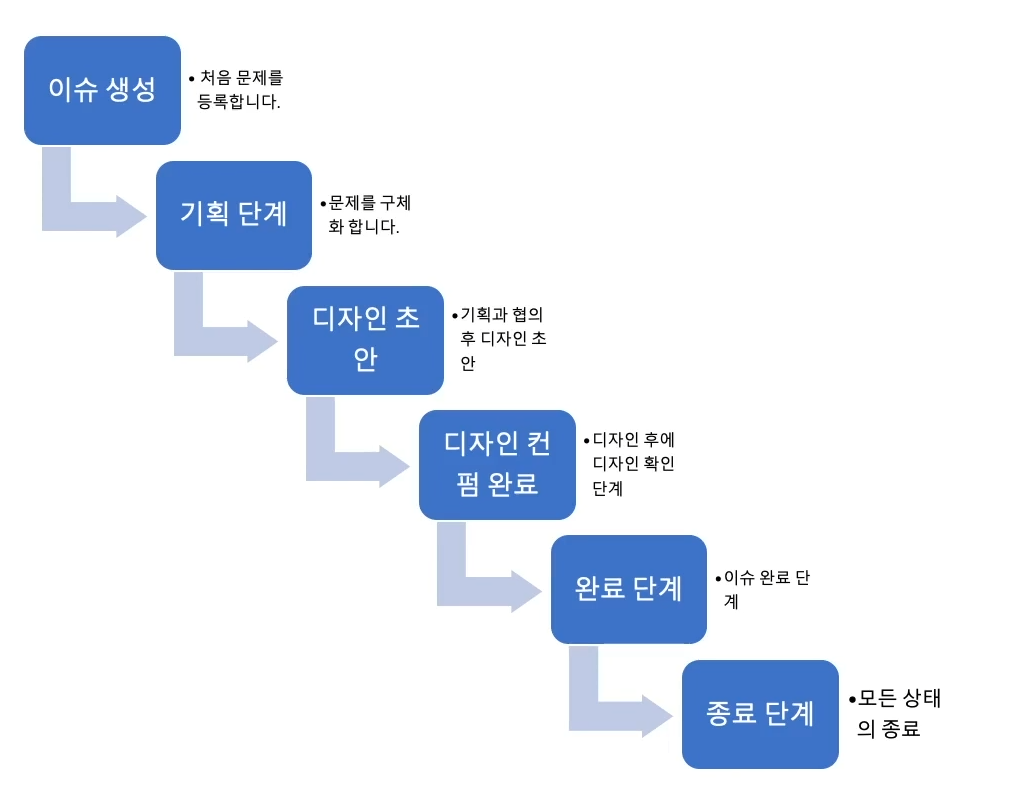 이슈 생성
• 처음 문제를
등록합니다.
기획 단계
•문제를 구체
화 합니다.
디자인 초
안
•기획과 협의
후 디자인 초
안
디자인 컨
펌 완료
•디자인 후에
디자인 확인
단계
완료 단계
•이슈 완료 단
계
종료 단계
•모든 상태
의 종료